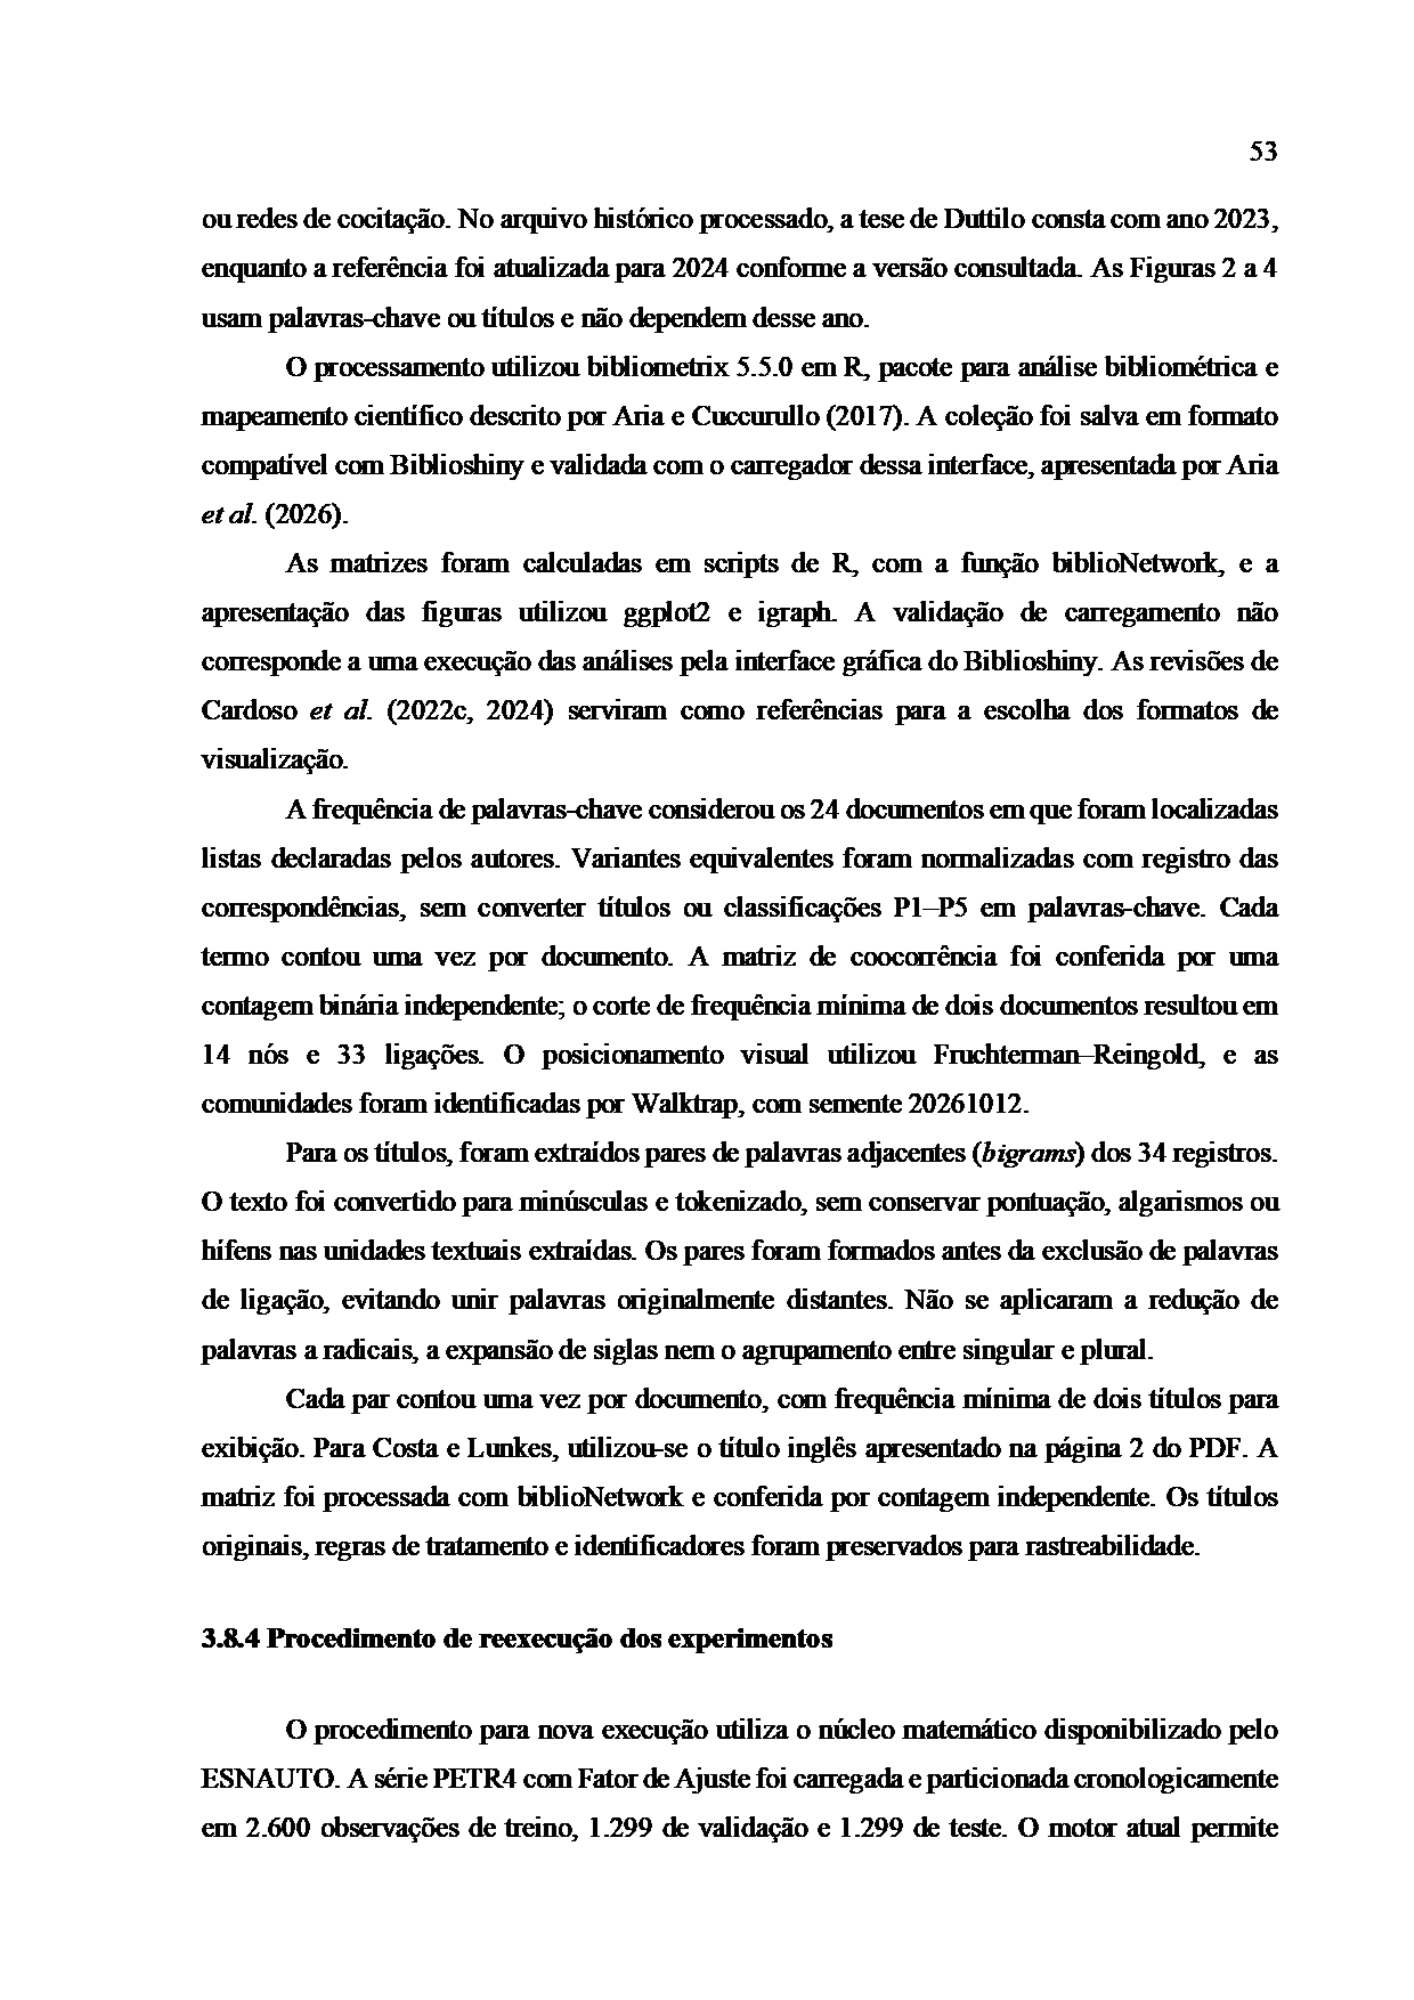 53
ou redes de cocitação. No arquivo histórico processado, a tese de Duttilo consta com ano 2023,
enquanto a referência foi atualizada para 2024 conforme a versão consultada. As Figuras 2 a 4
usam palavras-chave ou títulos e não dependem desse ano.
O processamento utilizou bibliometrix 5.5.0 em R, pacote para análise bibliométrica e
mapeamento científico descrito por Aria e Cuccurullo (2017). A coleção foi salva em formato
compatível com Biblioshiny e validada com o carregador dessa interface, apresentada por Aria
et al. (2026).
As matrizes foram calculadas em scripts de R, com a função biblioNetwork, e a
apresentação das figuras utilizou ggplot2 e igraph. A validação de carregamento não
corresponde a uma execução das análises pela interface gráfica do Biblioshiny. As revisões de
Cardoso et al. (2022c, 2024) serviram como referências para a escolha dos formatos de
visualização.
A frequência de palavras-chave considerou os 24 documentos em que foram localizadas
listas declaradas pelos autores. Variantes equivalentes foram normalizadas com registro das
correspondências, sem converter títulos ou classificações P1–P5 em palavras-chave. Cada
termo contou uma vez por documento. A matriz de coocorrência foi conferida por uma
contagem binária independente; o corte de frequência mínima de dois documentos resultou em
14 nós e 33 ligações. O posicionamento visual utilizou Fruchterman–Reingold, e as
comunidades foram identificadas por Walktrap, com semente 20261012.
Para os títulos, foram extraídos pares de palavras adjacentes (bigrams) dos 34 registros.
O texto foi convertido para minúsculas e tokenizado, sem conservar pontuação, algarismos ou
hífens nas unidades textuais extraídas. Os pares foram formados antes da exclusão de palavras
de ligação, evitando unir palavras originalmente distantes. Não se aplicaram a redução de
palavras a radicais, a expansão de siglas nem o agrupamento entre singular e plural.
Cada par contou uma vez por documento, com frequência mínima de dois títulos para
exibição. Para Costa e Lunkes, utilizou-se o título inglês apresentado na página 2 do PDF. A
matriz foi processada com biblioNetwork e conferida por contagem independente. Os títulos
originais, regras de tratamento e identificadores foram preservados para rastreabilidade.
3.8.4 Procedimento de reexecução dos experimentos
O procedimento para nova execução utiliza o núcleo matemático disponibilizado pelo
ESNAUTO. A série PETR4 com Fator de Ajuste foi carregada e particionada cronologicamente
em 2.600 observações de treino, 1.299 de validação e 1.299 de teste. O motor atual permite